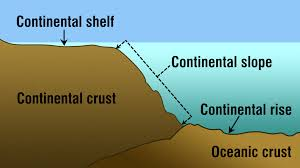 Continental shelf
Continental slope
Continental crust
Continental rise
Oceanic crust